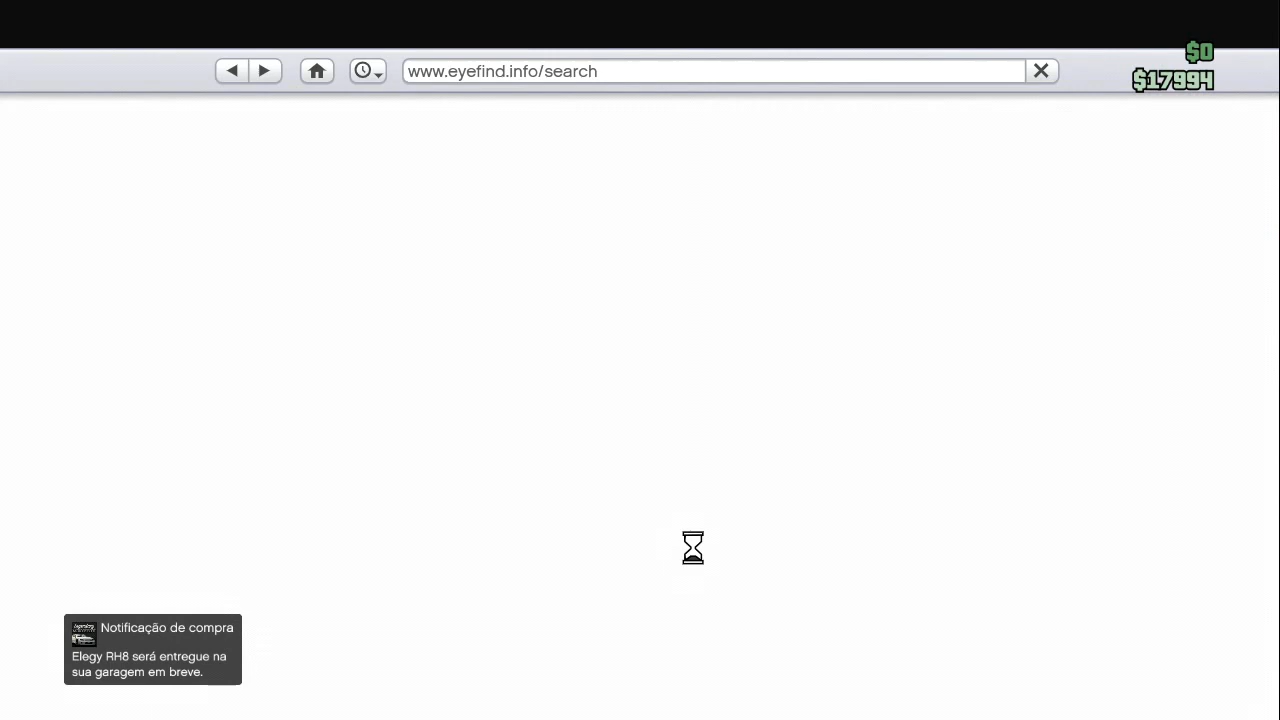 $0
www.eyefind.info/search
$17994
Notificação de compra
Elegy RH8 será entregue na
sua garagem em breve.